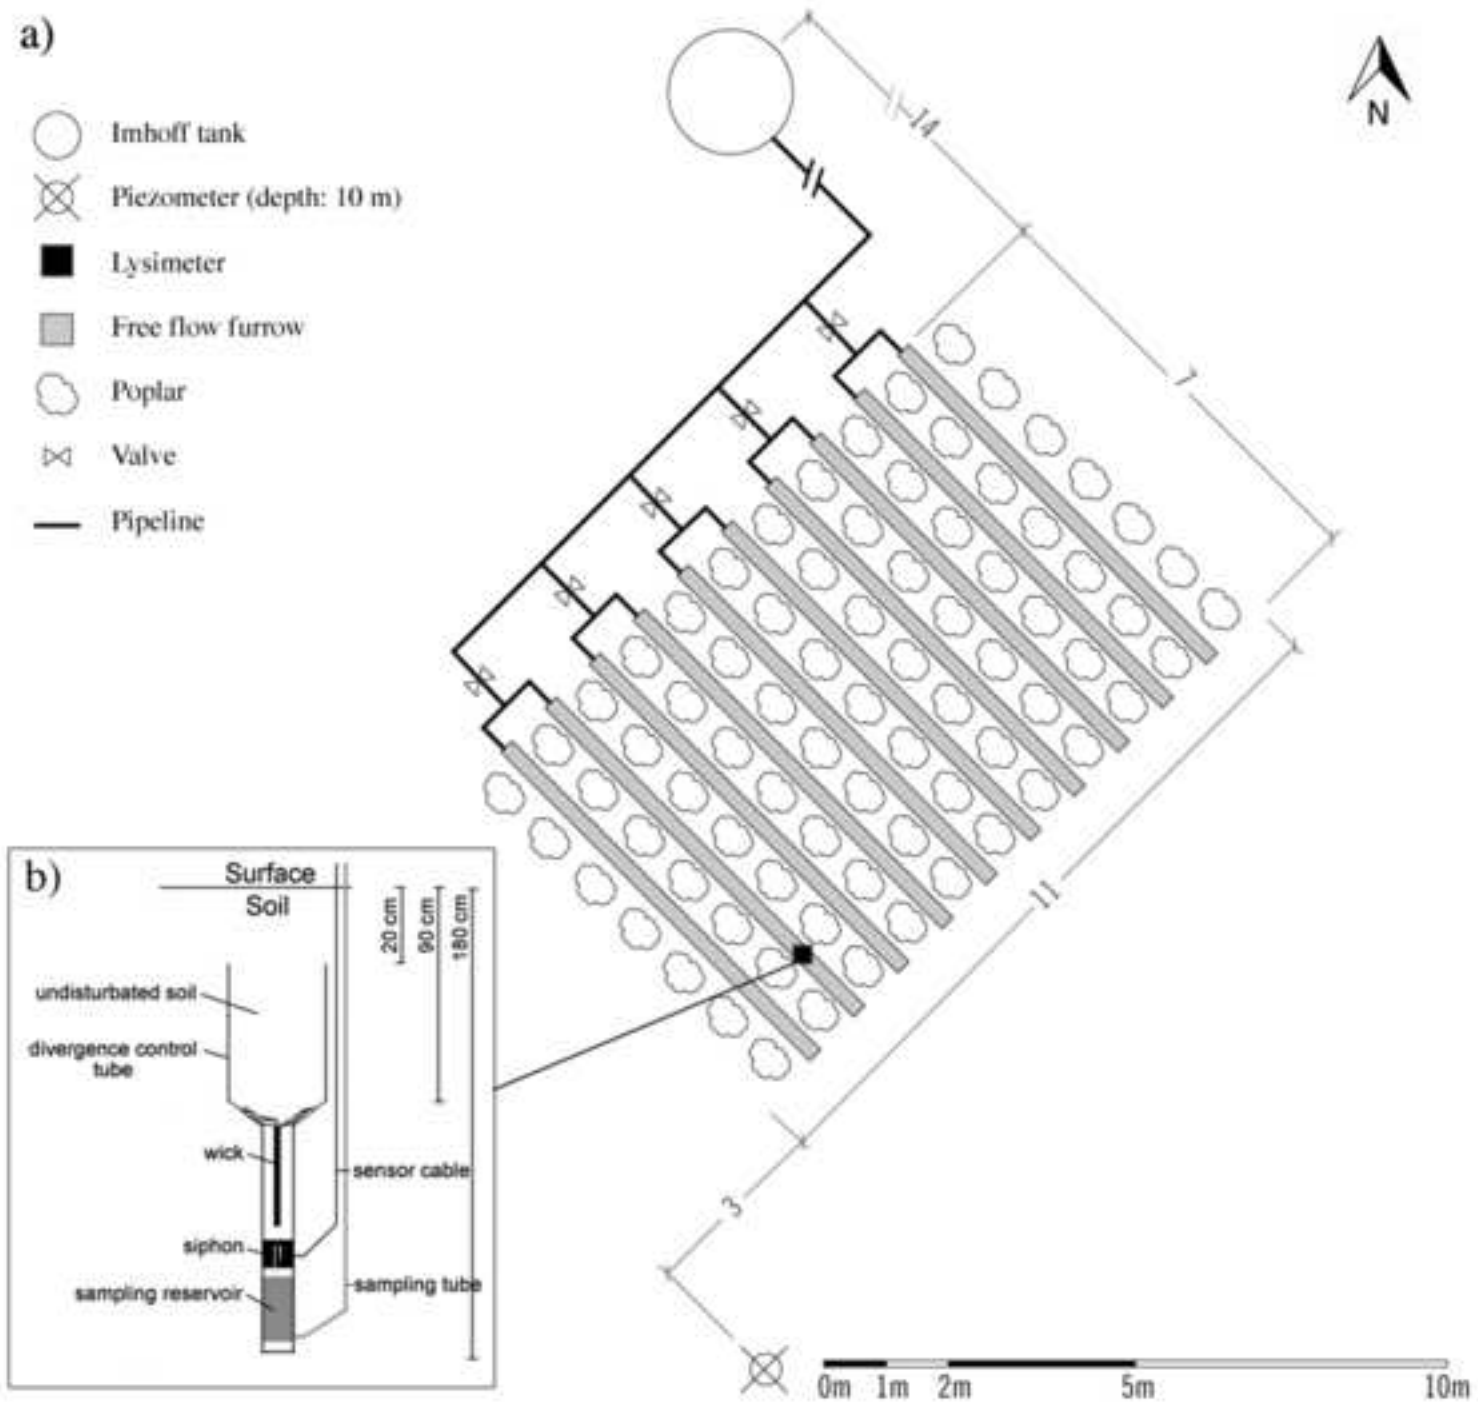 a)
Imhoff tank
Piezometer (depth: 10 m)
Lysimeter
Free flow furrow
Poplar
Valve
Pipeline
14
N
7
11
3
0m 1m 2m 5m 10m
b)
Surface
Soil
20 cm
90 cm
180 cm
undisturbated soil
divergence control
tube
wick
sensor cable
siphon
sampling tube
sampling reservoir